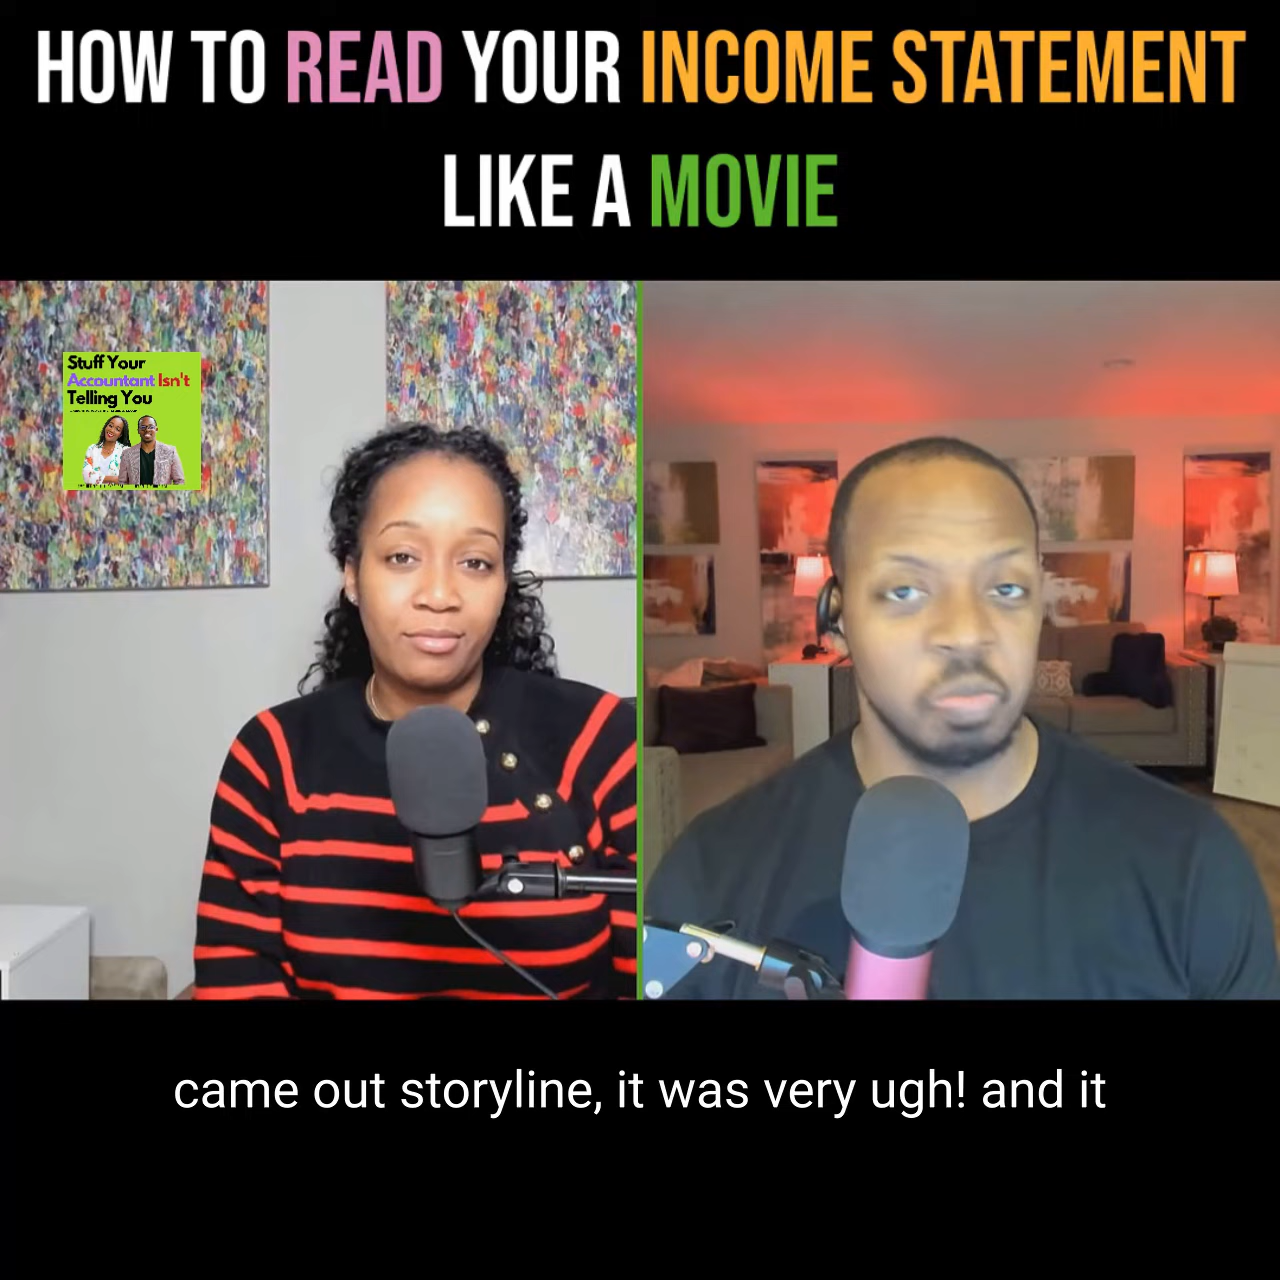 HOW TO READ YOUR INCOME STATEMENT
LIKE A MOVIE
Stuff Your
Accountant Isn't
Telling You
came out storyline, it was very ugh! and it